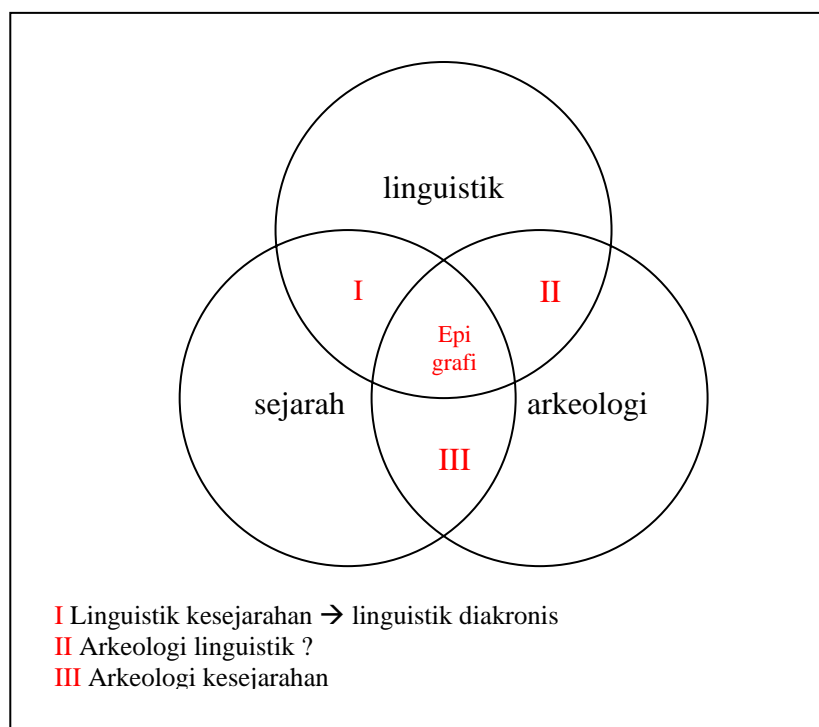 linguistik
I
II
Epi
grafi
sejarah
arkeologi
III
I Linguistik kesejarahan → linguistik diakronis
II Arkeologi linguistik ?
III Arkeologi kesejarahan